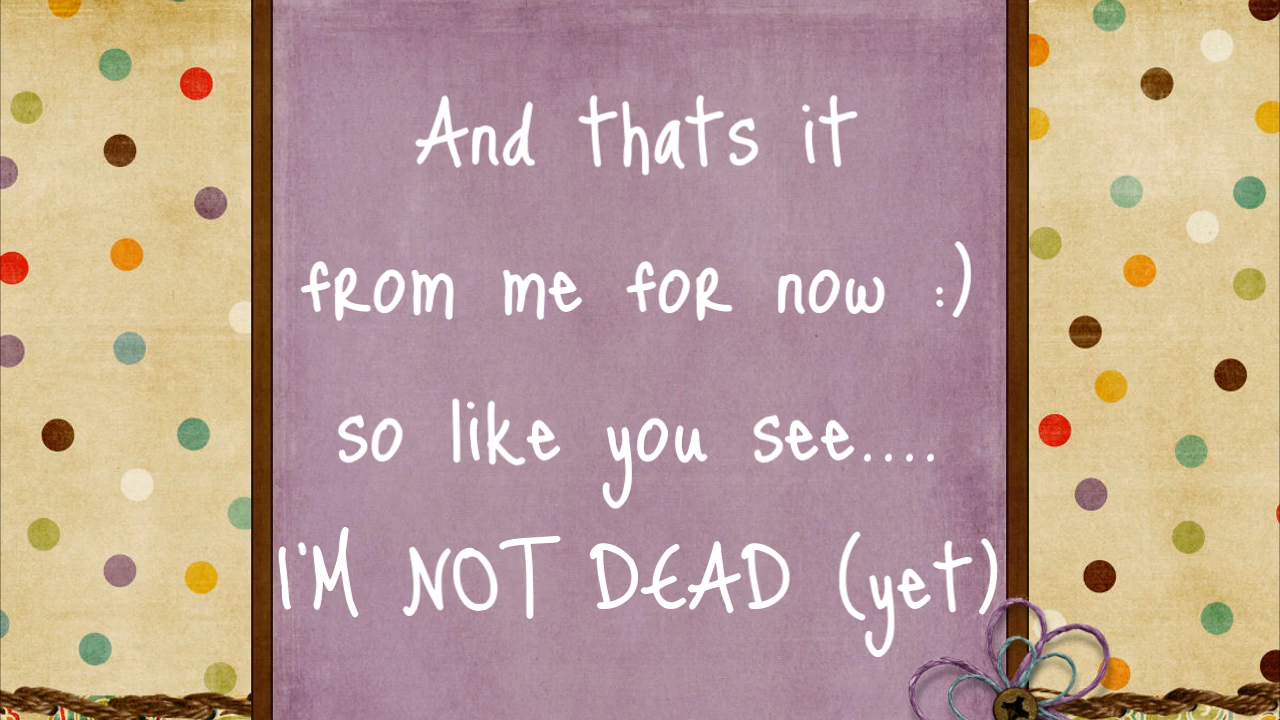 And thats it
from me for now :)
so like you see....
I'M NOT DEAD (yet)